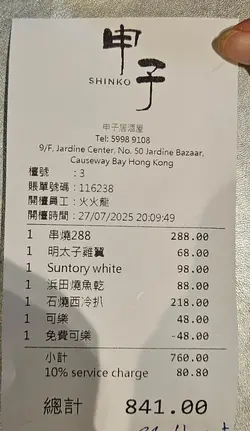 申子
SHINKO
申子居酒屋
Tel: 5998 9108
9/F, Jardine Center, No. 50 Jardine Bazaar,
Causeway Bay Hong Kong
檯號 : 3
賬單號碼 : 116238
開檯員工 : 火火龍
開檯時間 : 27/07/2025 20:09:49
1 串燒288 288.00
1 明太子雞翼 68.00
1 Suntory white 98.00
1 浜田燒魚乾 88.00
1 石燒西冷扒 218.00
1 可樂 48.00
1 免費可樂 -48.00
小計 760.00
10% service charge 80.80
總計 841.00